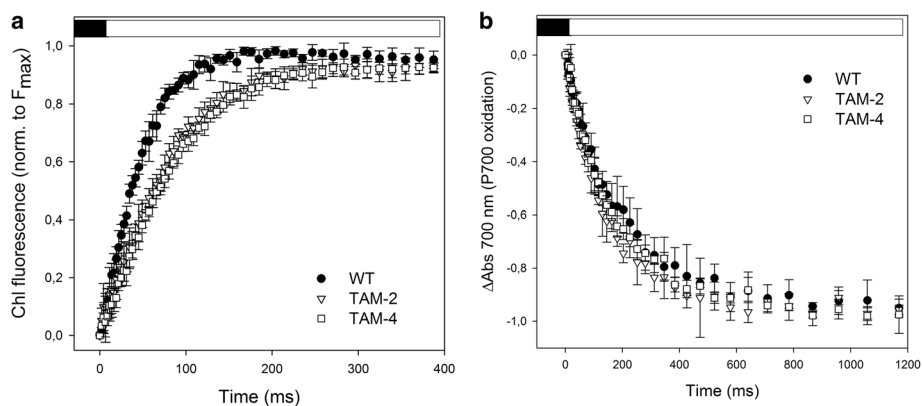 a
Chl fluorescence (norm. to Fmax)
1,0
0,8
0,6
0,4
0,2
0,0
WT
TAM-2
TAM-4
0 100 200 300 400
Time (ms)
b
ΔAbs 700 nm (P700 oxidation)
0,0
-0,2
-0,4
-0,6
-0,8
-1,0
WT
TAM-2
TAM-4
0 200 400 600 800 1000 1200
Time (ms)